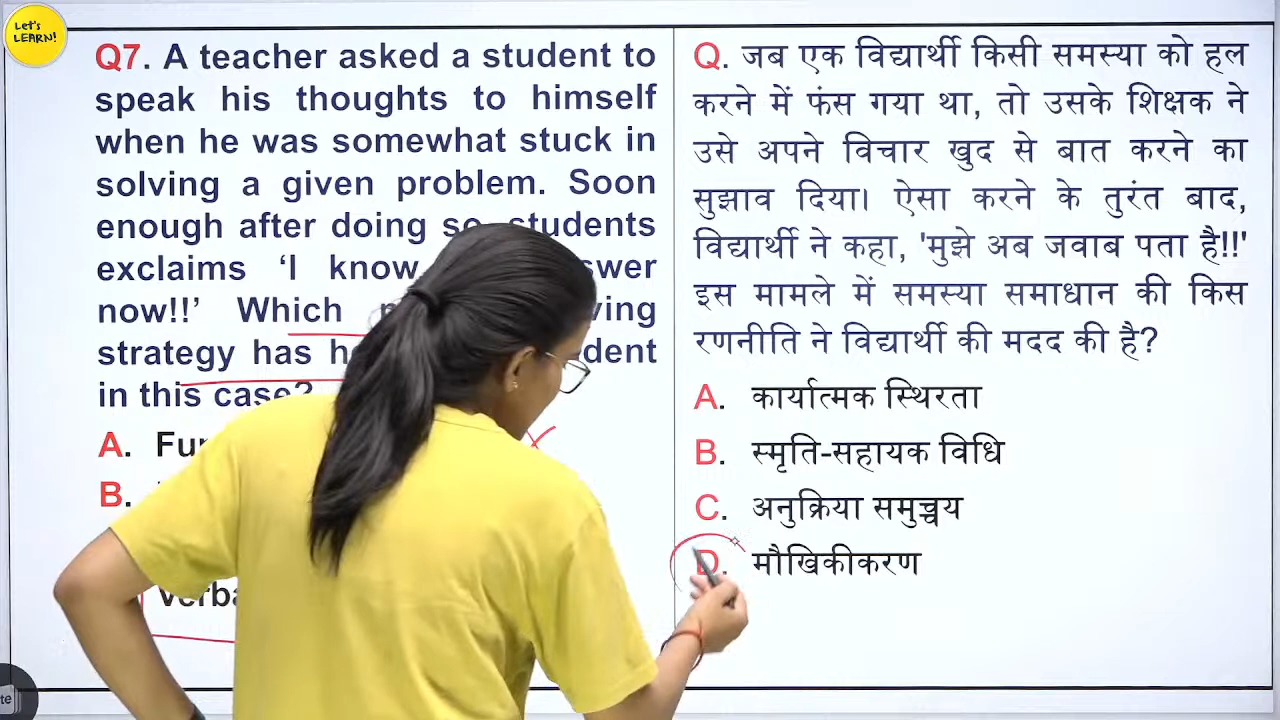 Let's
LEARN!
Q7. A teacher asked a student to
speak his thoughts to himself
when he was somewhat stuck in
solving a given problem. Soon
enough after doing so, students
exclaims ‘I know
now!!’ Which
strategy has
in this case?
A.
B.
Q. जब एक विद्यार्थी किसी समस्या को हल
करने में फंस गया था, तो उसके शिक्षक ने
उसे अपने विचार खुद से बात करने का
सुझाव दिया। ऐसा करने के तुरंत बाद,
विद्यार्थी ने कहा, 'मुझे अब जवाब पता है!!'
इस मामले में समस्या समाधान की किस
रणनीति ने विद्यार्थी की मदद की है?
A. कार्यात्मक स्थिरता
B. स्मृति-सहायक विधि
C. अनुक्रिया समुच्चय
D. मौखिकीकरण